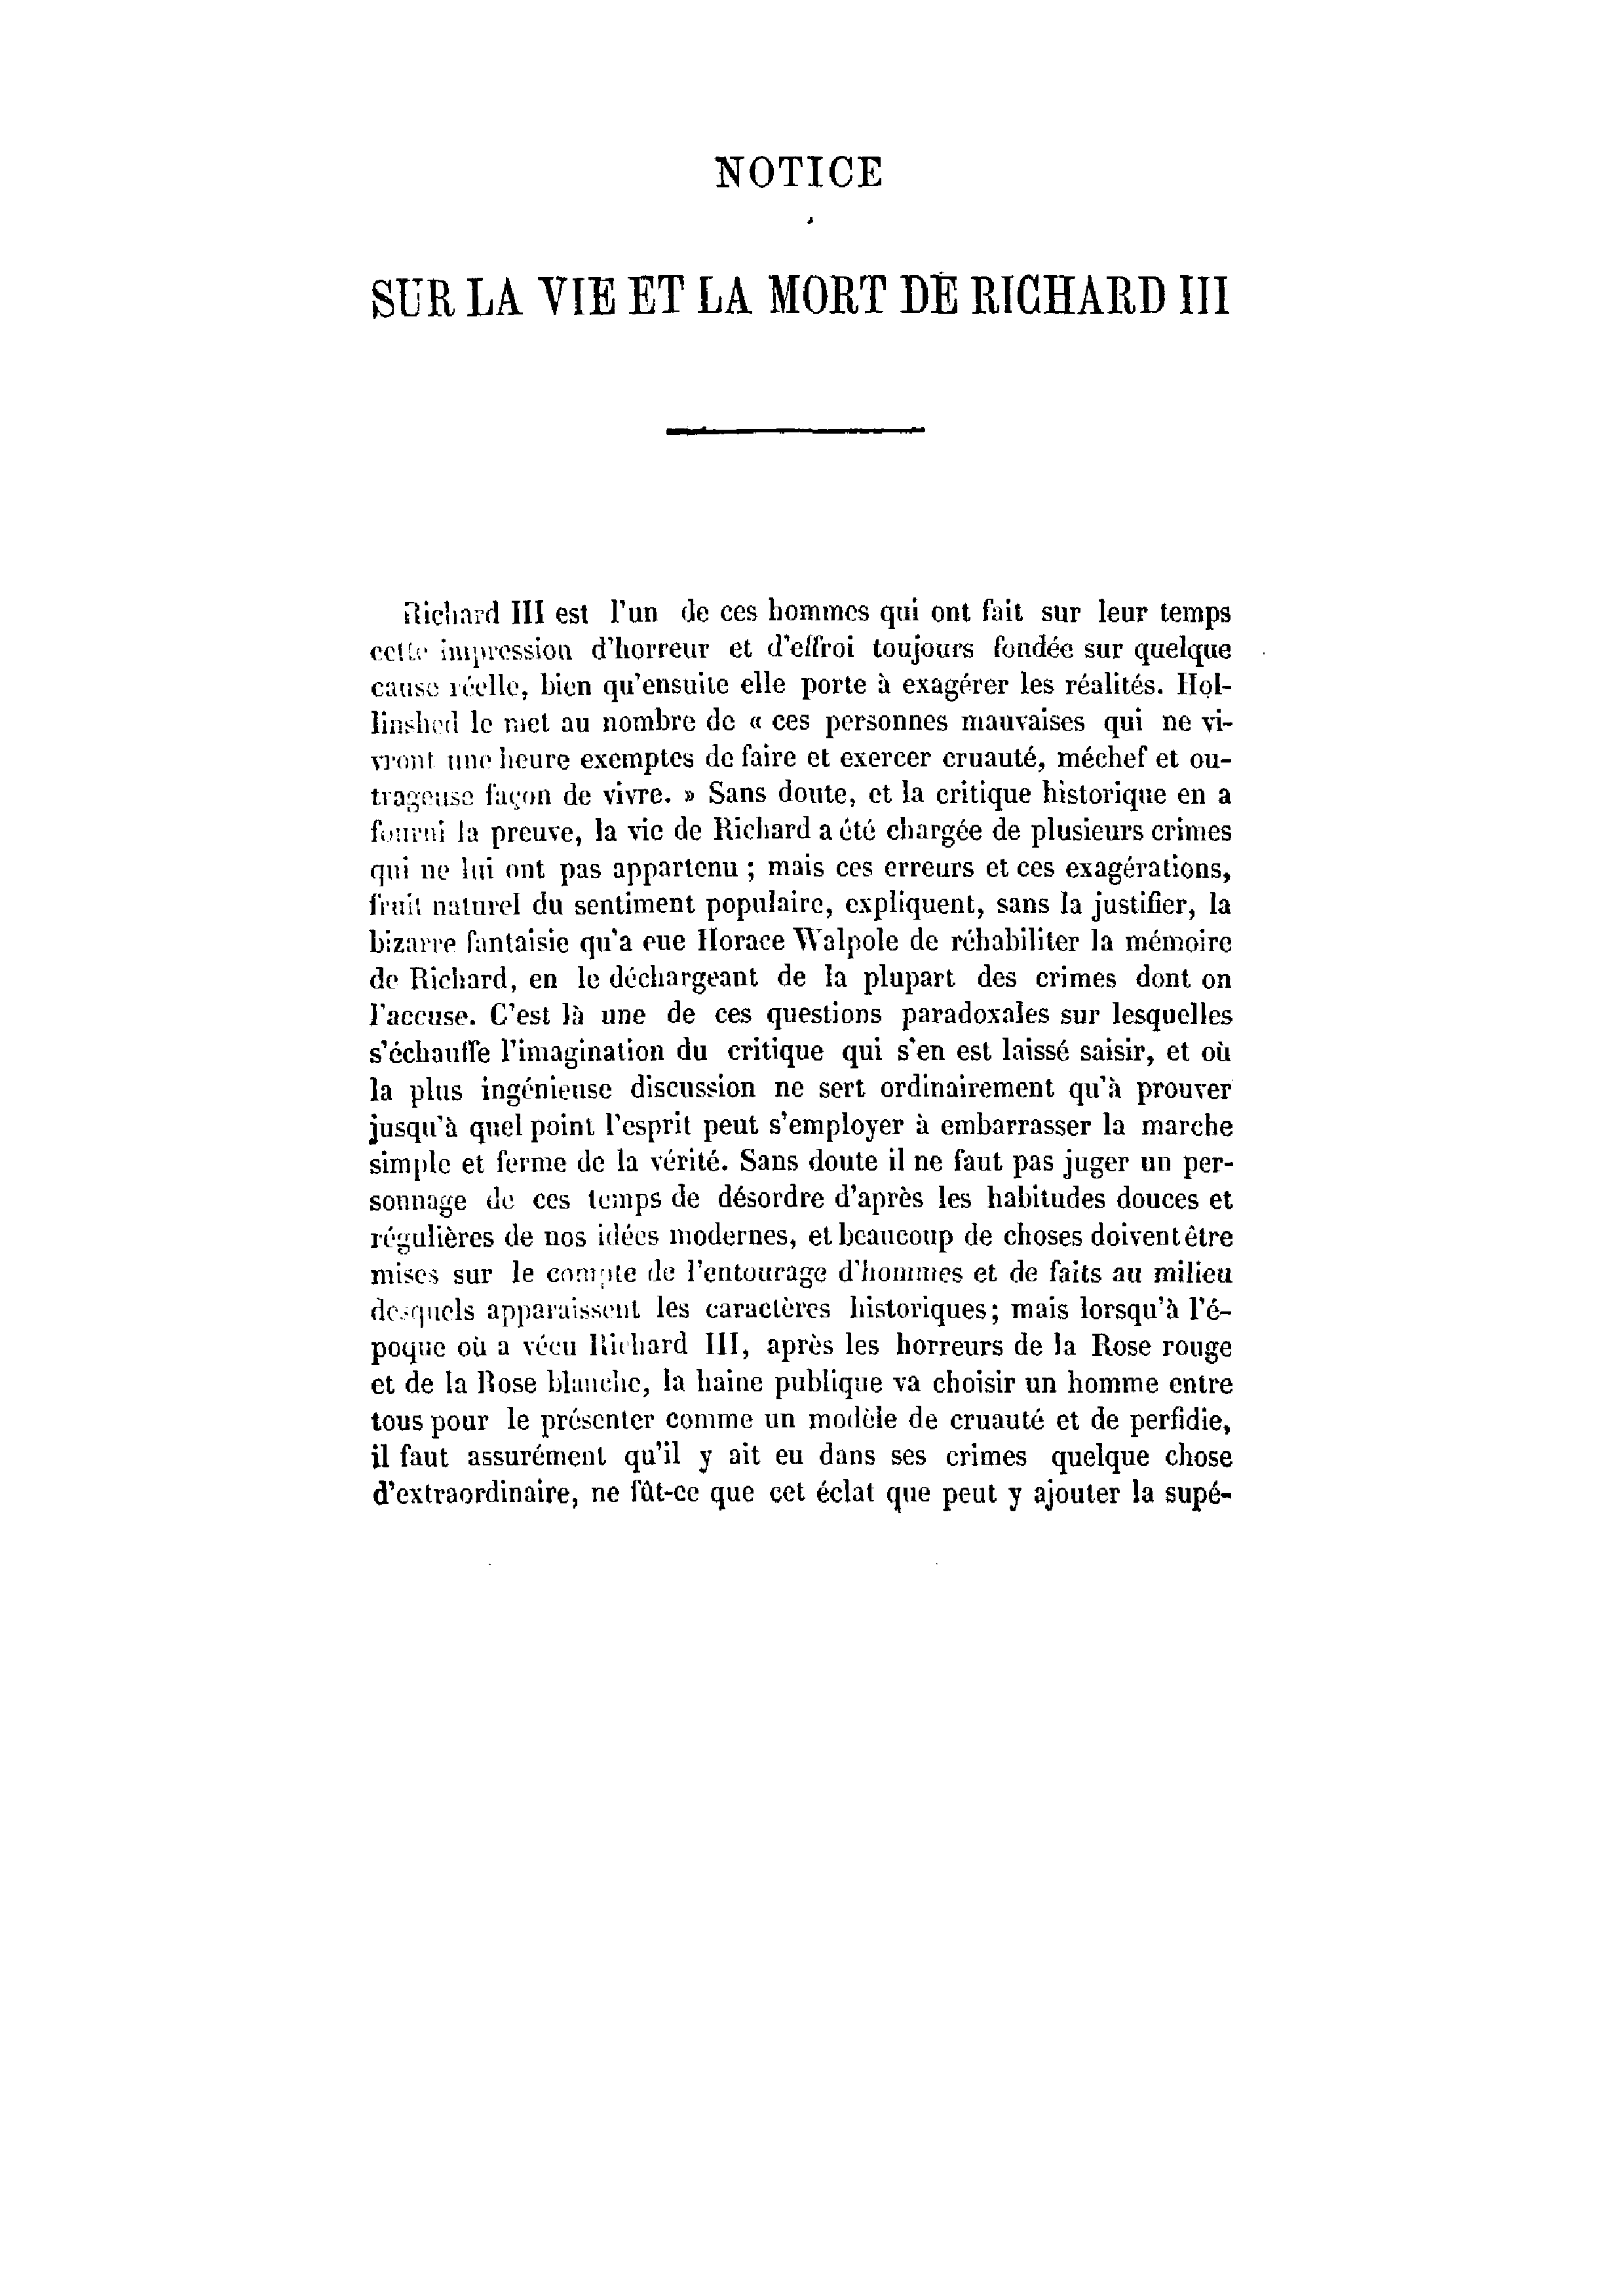 NOTICE
SUR LA VIE ET LA MORT DE RICHARD III
Richard III est l'un de ces hommes qui ont fait sur leur temps
cette impression d'horreur et d'effroi toujours fondée sur quelque
cause réelle, bien qu'ensuite elle porte à exagérer les réalités. Hol-
linshed le met au nombre de « ces personnes mauvaises qui ne vi-
vront une heure exemptes de faire et exercer cruauté, méchef et ou-
trageuse façon de vivre. » Sans doute, et la critique historique en a
fourni la preuve, la vie de Richard a été chargée de plusieurs crimes
qui ne lui ont pas appartenu ; mais ces erreurs et ces exagérations,
fruit naturel du sentiment populaire, expliquent, sans la justifier, la
bizarre fantaisie qu'a eue Horace Walpole de réhabiliter la mémoire
de Richard, en le déchargeant de la plupart des crimes dont on
l'accuse. C'est là une de ces questions paradoxales sur lesquelles
s'échauffe l'imagination du critique qui s'en est laissé saisir, et où
la plus ingénieuse discussion ne sert ordinairement qu'à prouver
jusqu'à quel point l'esprit peut s'employer à embarrasser la marche
simple et ferme de la vérité. Sans doute il ne faut pas juger un per-
sonnage de ces temps de désordre d'après les habitudes douces et
régulières de nos idées modernes, et beaucoup de choses doivent être
mises sur le compte de l'entourage d'hommes et de faits au milieu
desquels apparaissent les caractères historiques; mais lorsqu'à l'é-
poque où a vécu Richard III, après les horreurs de la Rose rouge
et de la Rose blanche, la haine publique va choisir un homme entre
tous pour le présenter comme un modèle de cruauté et de perfidie,
il faut assurément qu'il y ait eu dans ses crimes quelque chose
d'extraordinaire, ne fût-ce que cet éclat que peut y ajouter la supé-